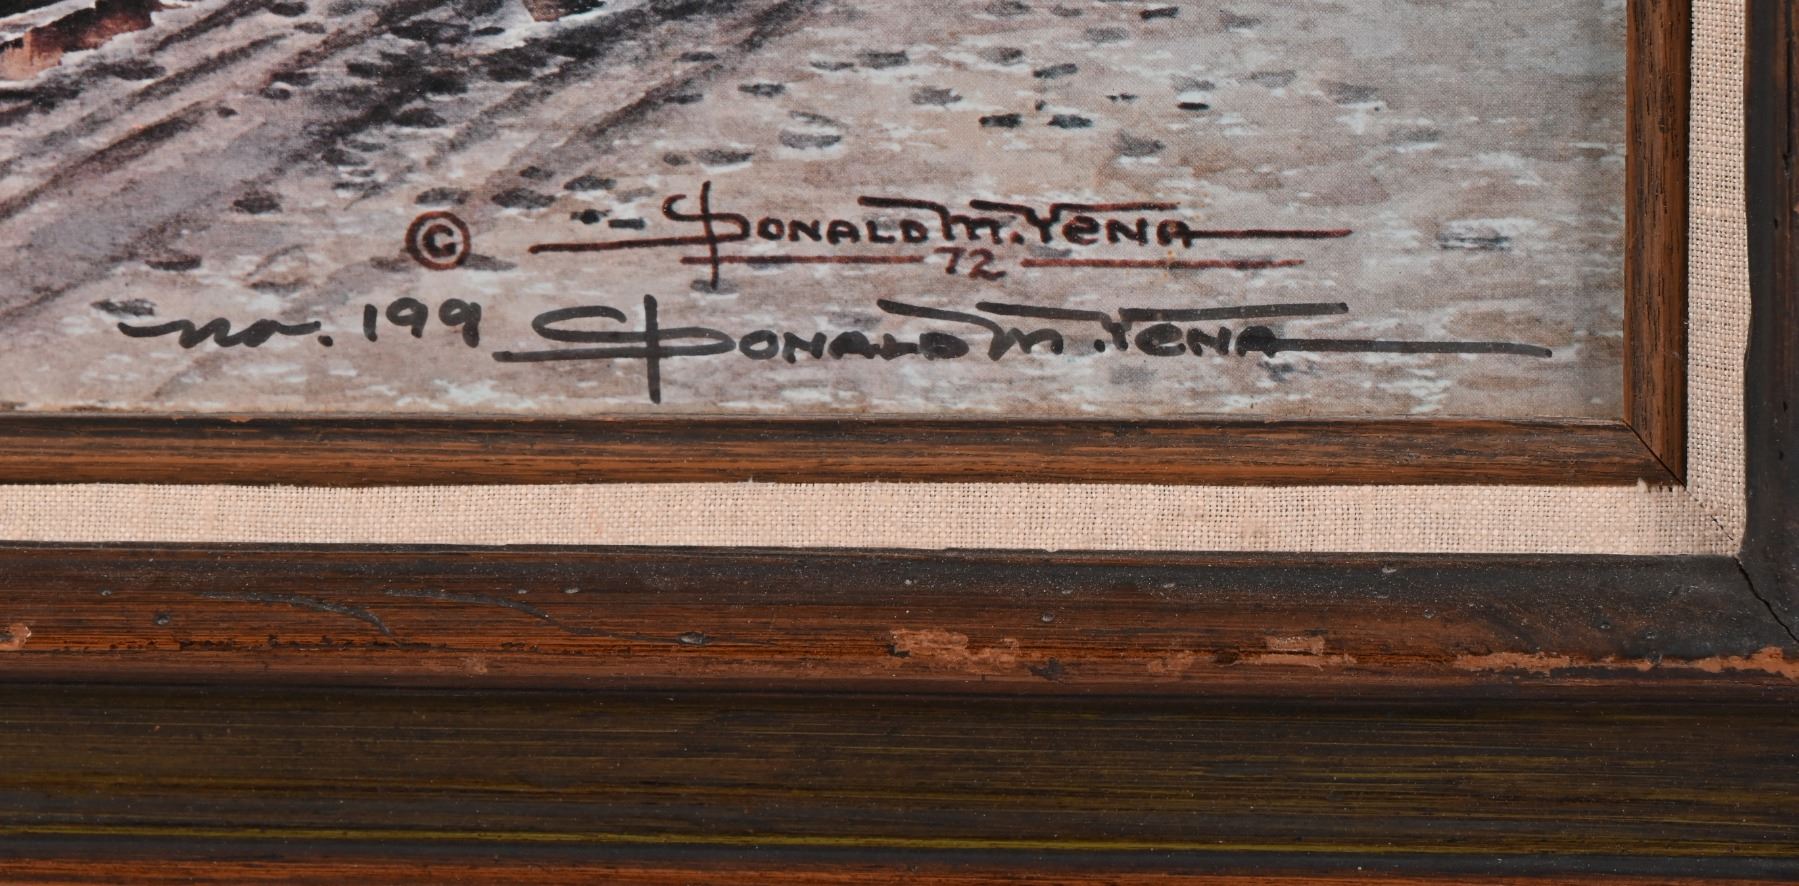 © Donald M. Yena
72
no. 199 Donald M. Yena